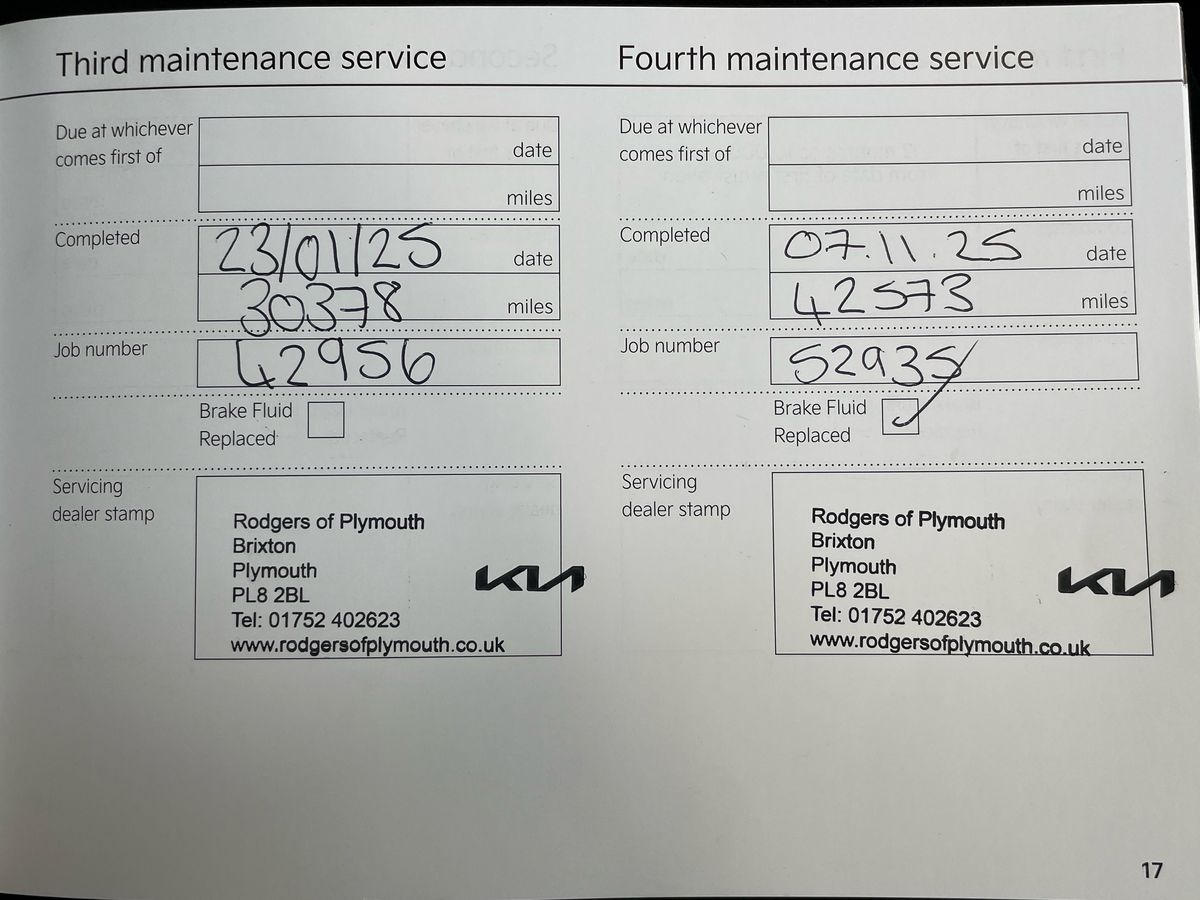 Third maintenance service
Due at whichever
comes first of
date
miles
Completed
23/01/25
date
30378
miles
Job number
42956
Brake Fluid
Replaced
Servicing
dealer stamp
Rodgers of Plymouth
Brixton
Plymouth
PL8 2BL
Tel: 01752 402623
www.rodgersofplymouth.co.uk
KIA
Fourth maintenance service
Due at whichever
comes first of
date
miles
Completed
07.11.25
date
42573
miles
Job number
52935
Brake Fluid
Replaced
Servicing
dealer stamp
Rodgers of Plymouth
Brixton
Plymouth
PL8 2BL
Tel: 01752 402623
www.rodgersofplymouth.co.uk
KIA
17